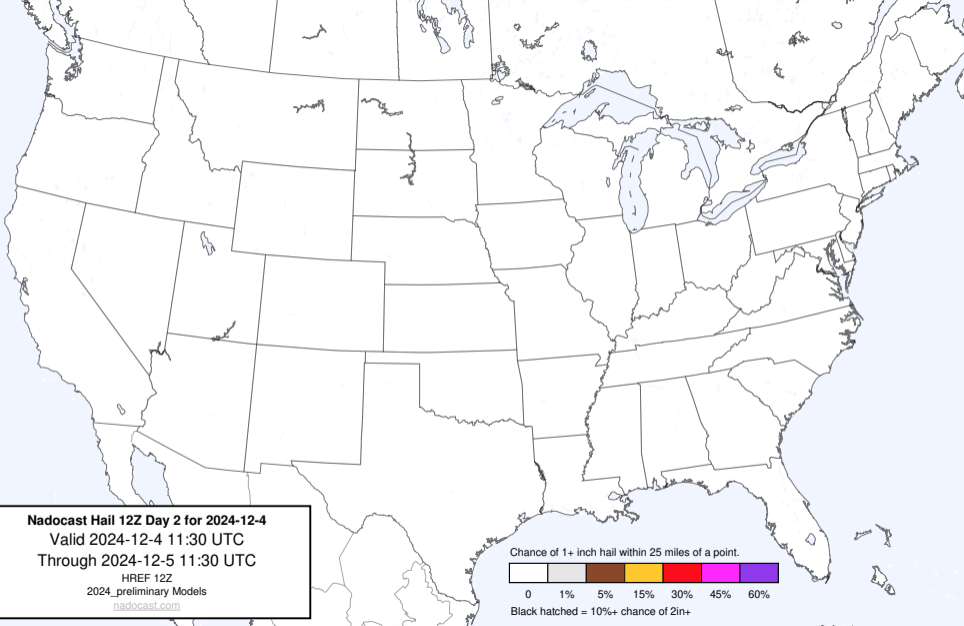 Nadocast Hail 12Z Day 2 for 2024-12-4
Valid 2024-12-4 11:30 UTC
Through 2024-12-5 11:30 UTC
HREF 12Z
2024_preliminary Models
nadocast.com
Chance of 1+ inch hail within 25 miles of a point.
0 1% 5% 15% 30% 45% 60%
Black hatched = 10%+ chance of 2in+